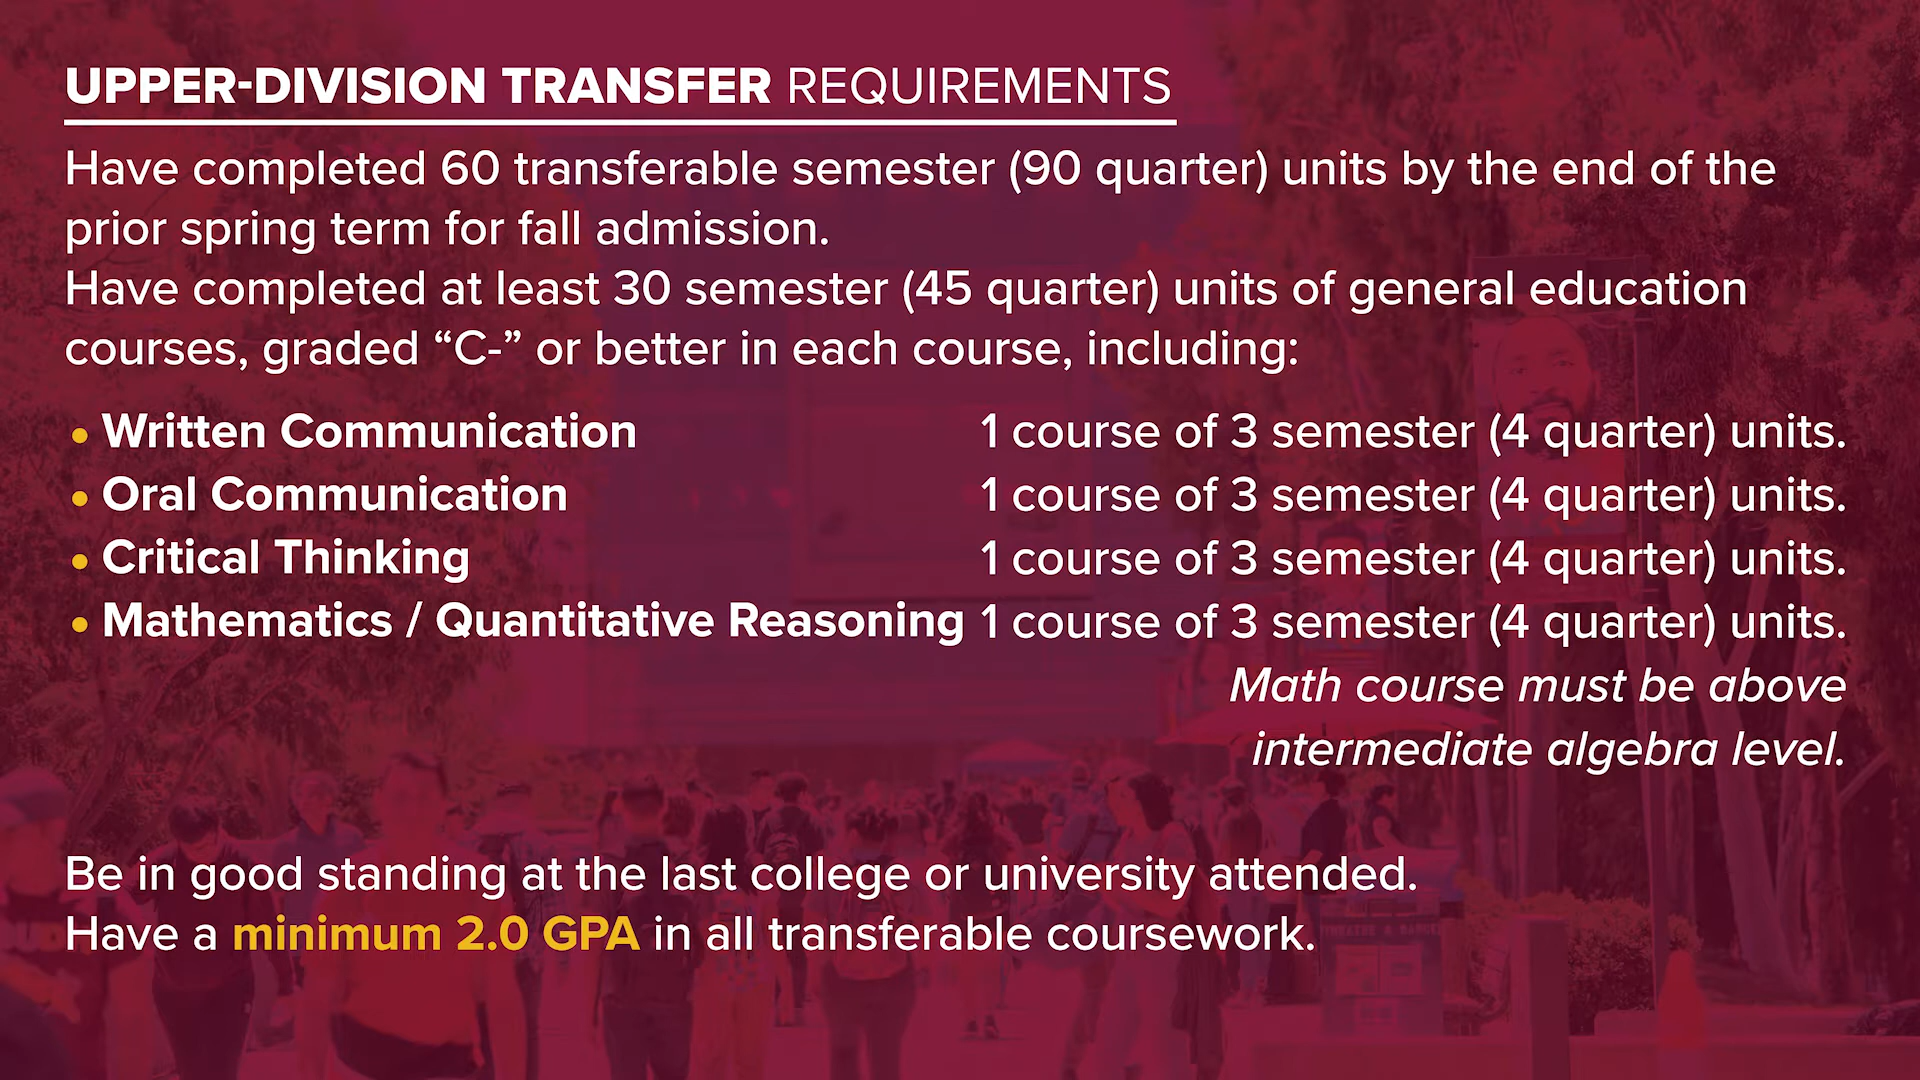 UPPER-DIVISION TRANSFER REQUIREMENTS
Have completed 60 transferable semester (90 quarter) units by the end of the
prior spring term for fall admission.
Have completed at least 30 semester (45 quarter) units of general education
courses, graded “C-” or better in each course, including:
• Written Communication 1 course of 3 semester (4 quarter) units.
• Oral Communication 1 course of 3 semester (4 quarter) units.
• Critical Thinking 1 course of 3 semester (4 quarter) units.
• Mathematics / Quantitative Reasoning 1 course of 3 semester (4 quarter) units.
Math course must be above
intermediate algebra level.
Be in good standing at the last college or university attended.
Have a minimum 2.0 GPA in all transferable coursework.